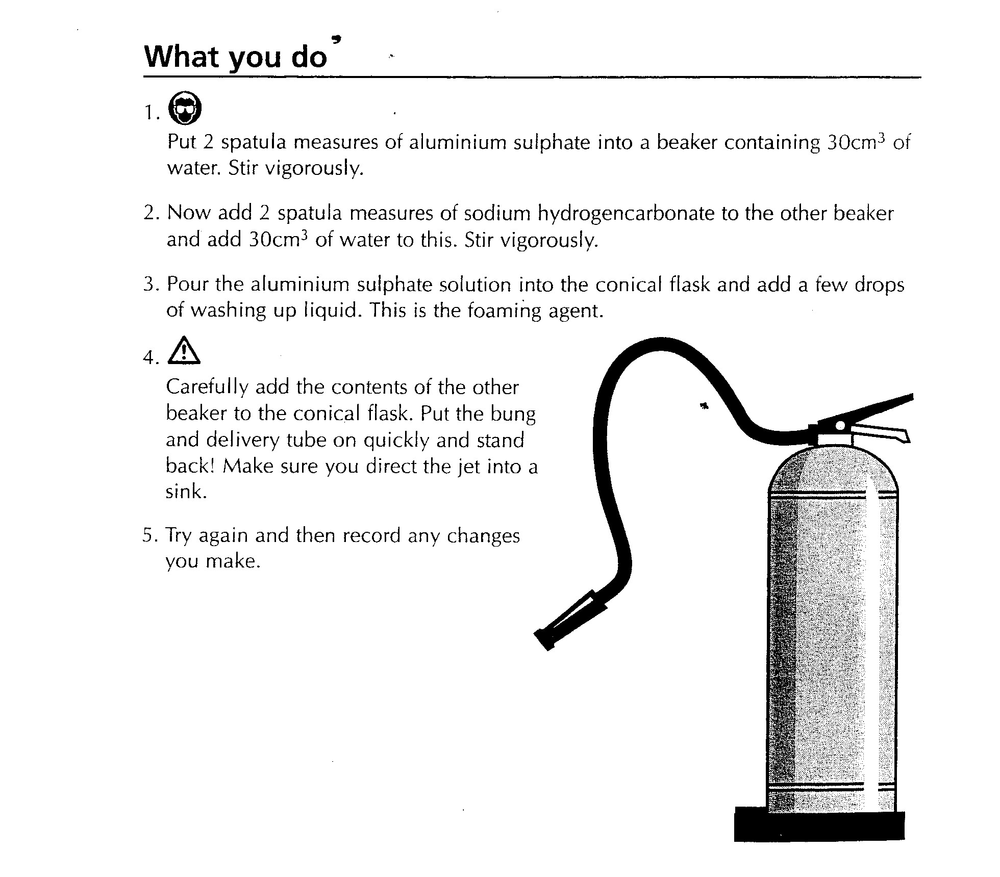 What you do
1.
Put 2 spatula measures of aluminium sulphate into a beaker containing 30cm³ of
water. Stir vigorously.
2. Now add 2 spatula measures of sodium hydrogencarbonate to the other beaker
and add 30cm³ of water to this. Stir vigorously.
3. Pour the aluminium sulphate solution into the conical flask and add a few drops
of washing up liquid. This is the foaming agent.
4.
Carefully add the contents of the other
beaker to the conical flask. Put the bung
and delivery tube on quickly and stand
back! Make sure you direct the jet into a
sink.
5. Try again and then record any changes
you make.